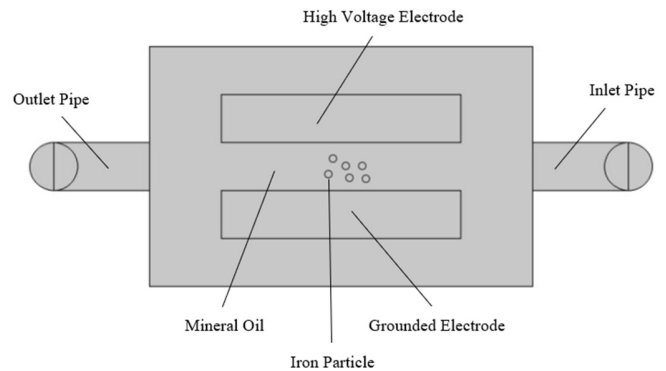 High Voltage Electrode
Inlet Pipe
Outlet Pipe
Mineral Oil
Grounded Electrode
Iron Particle